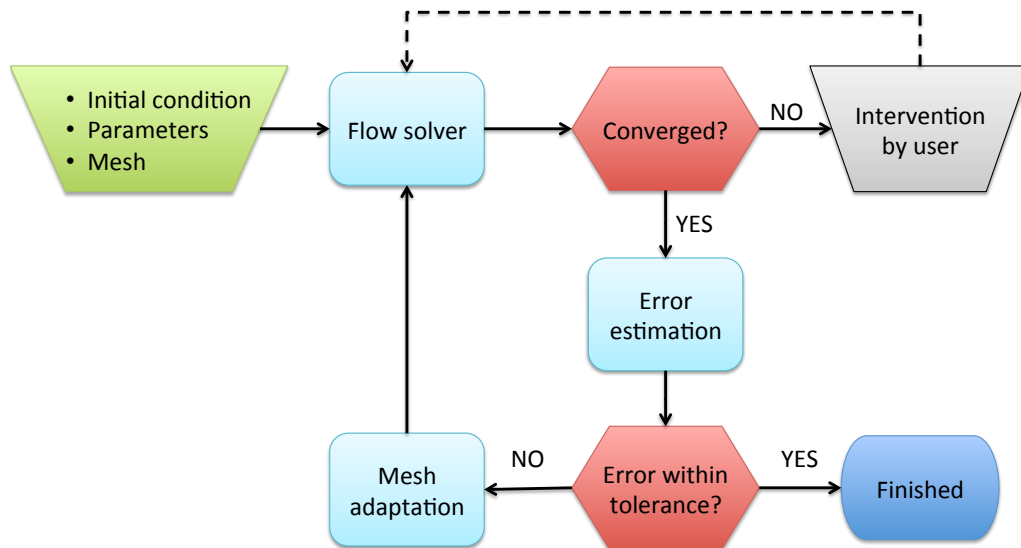 • Initial condition
• Parameters
• Mesh
Flow solver
Converged?
NO
Intervention
by user
YES
Error
estimation
Mesh
adaptation
NO
Error within
tolerance?
YES
Finished